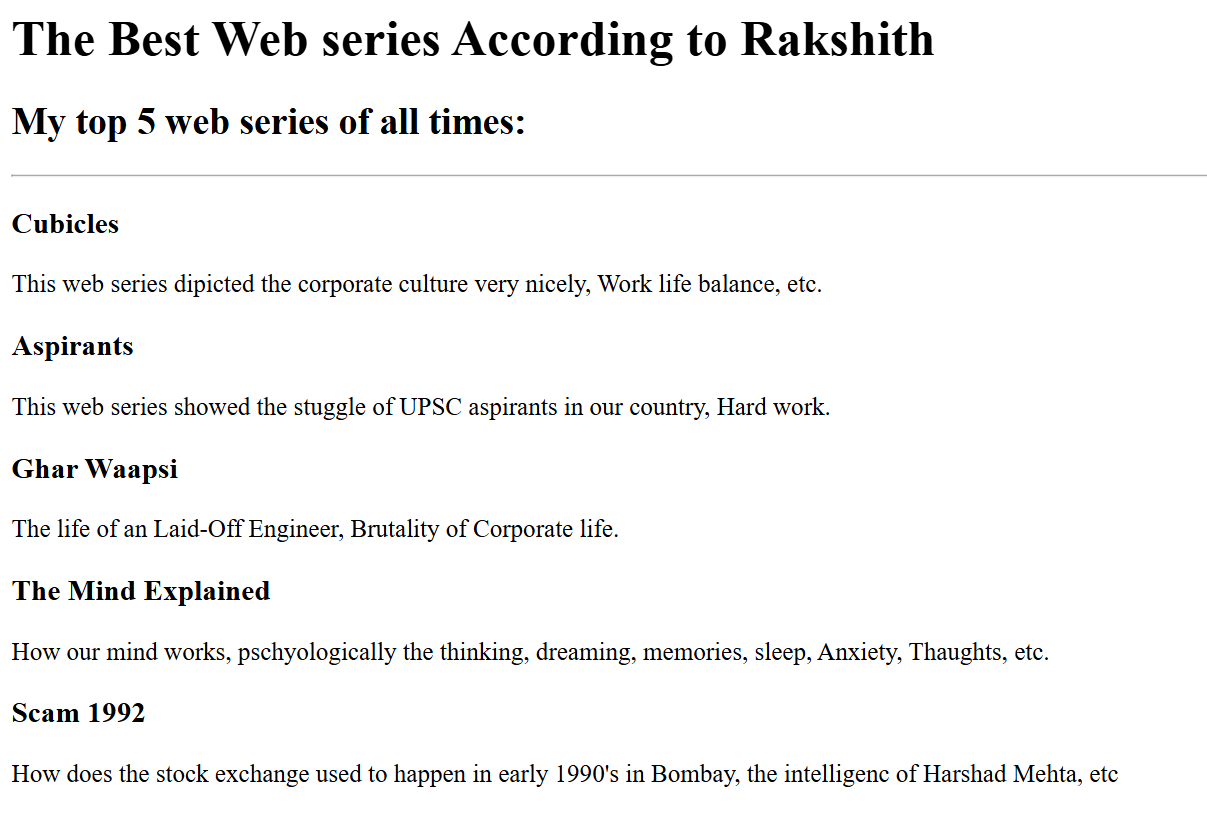 The Best Web series According to Rakshith
My top 5 web series of all times:
Cubicles
This web series dipicted the corporate culture very nicely, Work life balance, etc.
Aspirants
This web series showed the stuggle of UPSC aspirants in our country, Hard work.
Ghar Waapsi
The life of an Laid-Off Engineer, Brutality of Corporate life.
The Mind Explained
How our mind works, pschyologically the thinking, dreaming, memories, sleep, Anxiety, Thaughts, etc.
Scam 1992
How does the stock exchange used to happen in early 1990's in Bombay, the intelligenc of Harshad Mehta, etc